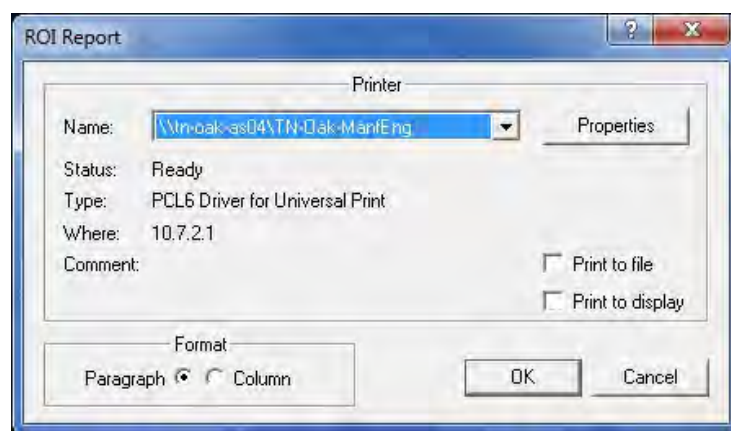 ROI Report
Printer
Name: \\tn-oak-as04\TN-Oak-ManfEng Properties
Status: Ready
Type: PCL6 Driver for Universal Print
Where: 10.7.2.1
Comment:
Print to file
Print to display
Format
Paragraph Column
OK Cancel